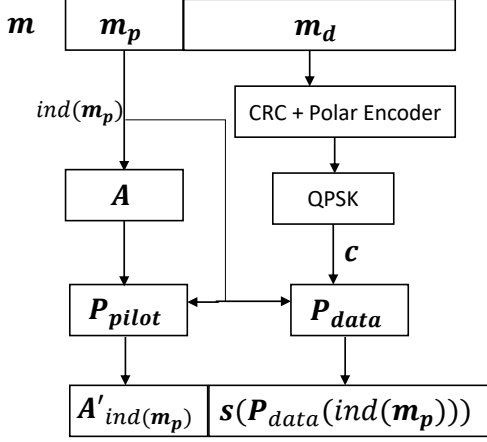 m m_p m_d
ind(m_p)
CRC + Polar Encoder
A QPSK
c
P_pilot P_data
A'_ind(m_p) s(P_data(ind(m_p)))